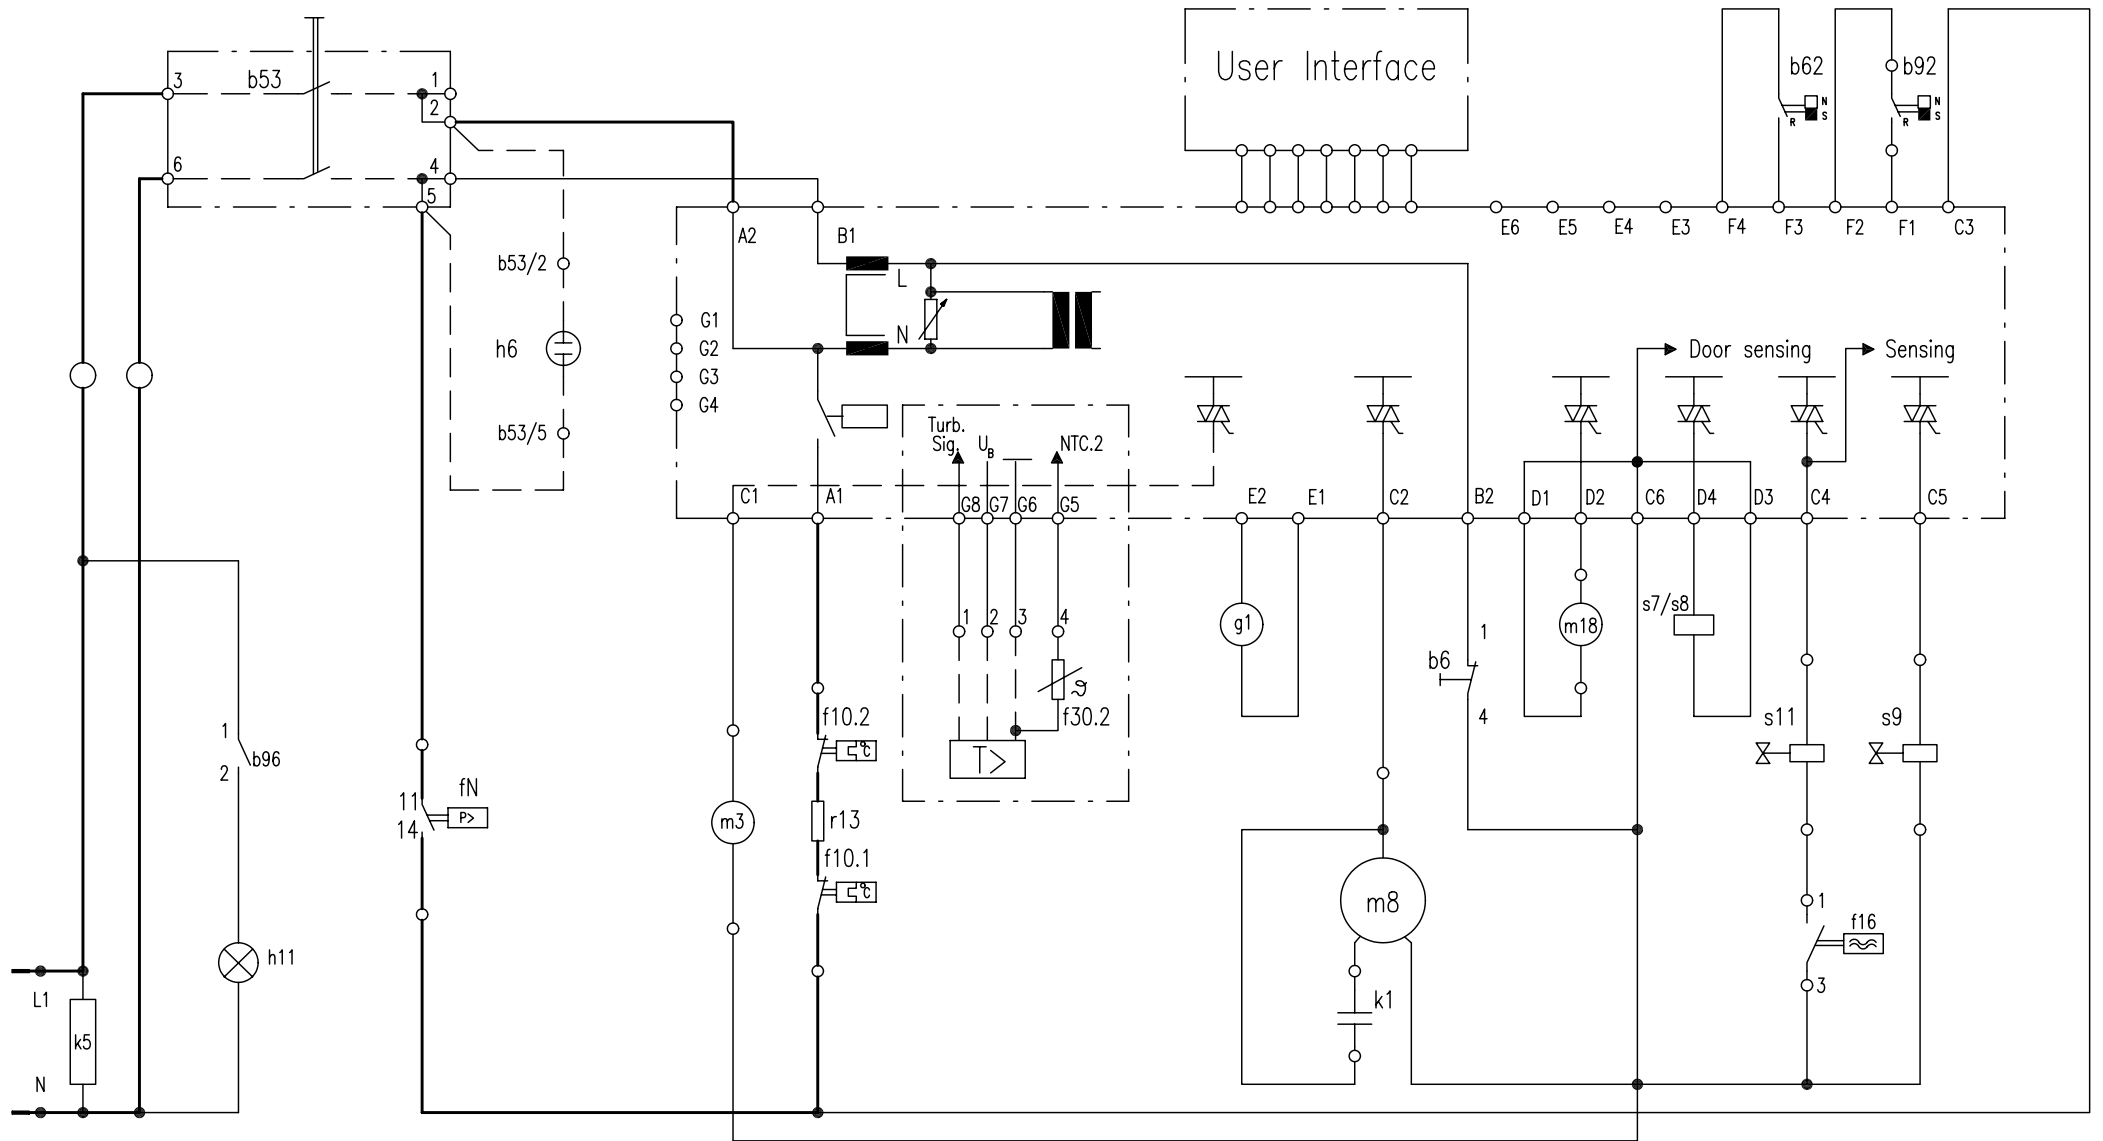 User Interface
b62
b92
N
S
R
N
S
R
3
b53
1
2
6
4
5
A2
B1
E6
E5
E4
E3
F4
F3
F2
F1
C3
b53/2
L
G1
G2
G3
G4
N
h6
Door sensing
Sensing
b53/5
Turb.
Sig.
UB
NTC.2
C1
A1
G8
G7
G6
G5
E2
E1
C2
B2
D1
D2
C6
D4
D3
C4
C5
1
2
3
4
g1
m18
s7/s8
1
b6
4
ϑ
f30.2
f10.2
°C
T>
s11
s9
1
b96
2
fN
11
P>
14
m3
r13
f10.1
°C
m8
1
f16
3
h11
L1
k1
k5
N